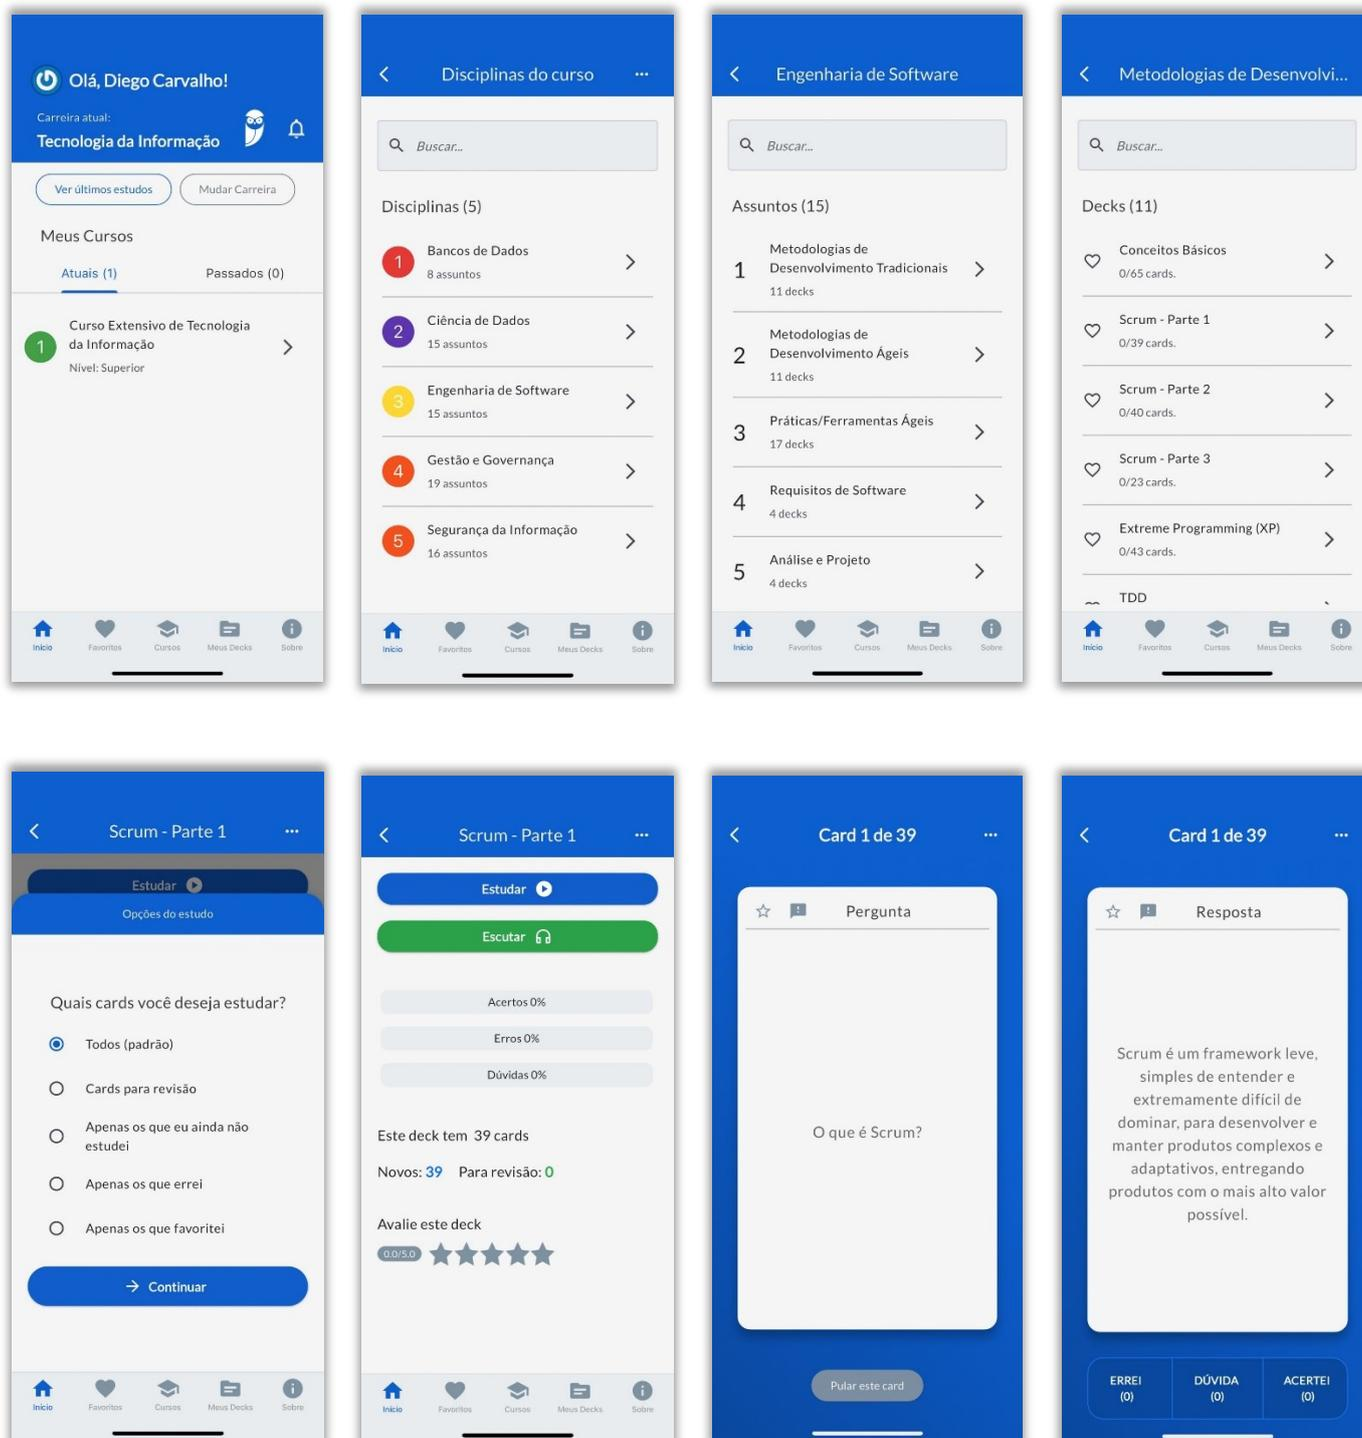 Olá, Diego Carvalho!
Carreira atual:
Tecnologia da Informação
Ver últimos estudos
Mudar Carreira
Meus Cursos
Atuais (1)
Passados (0)
1
Curso Extensivo de Tecnologia
da Informação
Nível: Superior
Início
Favoritos
Cursos
Meus Decks
Sobre
Disciplinas do curso
Buscar...
Disciplinas (5)
1
Bancos de Dados
8 assuntos
2
Ciência de Dados
15 assuntos
3
Engenharia de Software
15 assuntos
4
Gestão e Governança
19 assuntos
5
Segurança da Informação
16 assuntos
Início
Favoritos
Cursos
Meus Decks
Sobre
Engenharia de Software
Buscar...
Assuntos (15)
1
Metodologias de
Desenvolvimento Tradicionais
11 decks
2
Metodologias de
Desenvolvimento Ágeis
11 decks
3
Práticas/Ferramentas Ágeis
17 decks
4
Requisitos de Software
4 decks
5
Análise e Projeto
4 decks
Início
Favoritos
Cursos
Meus Decks
Sobre
Metodologias de Desenvolvi...
Buscar...
Decks (11)
Conceitos Básicos
0/65 cards.
Scrum - Parte 1
0/39 cards.
Scrum - Parte 2
0/40 cards.
Scrum - Parte 3
0/23 cards.
Extreme Programming (XP)
0/43 cards.
TDD
Início
Favoritos
Cursos
Meus Decks
Sobre
Scrum - Parte 1
Estudar
Opções do estudo
Quais cards você deseja estudar?
Todos (padrão)
Cards para revisão
Apenas os que eu ainda não
estudei
Apenas os que errei
Apenas os que favoritei
Continuar
Início
Favoritos
Cursos
Meus Decks
Sobre
Scrum - Parte 1
Estudar
Escutar
Acertos 0%
Erros 0%
Dúvidas 0%
Este deck tem 39 cards
Novos: 39 Para revisão: 0
Avalie este deck
0.0/5.0
Início
Favoritos
Cursos
Meus Decks
Sobre
Card 1 de 39
Pergunta
O que é Scrum?
Pular este card
Card 1 de 39
Resposta
Scrum é um framework leve,
simples de entender e
extremamente difícil de
dominar, para desenvolver e
manter produtos complexos e
adaptativos, entregando
produtos com o mais alto valor
possível.
ERREI
(0)
DÚVIDA
(0)
ACERTEI
(0)